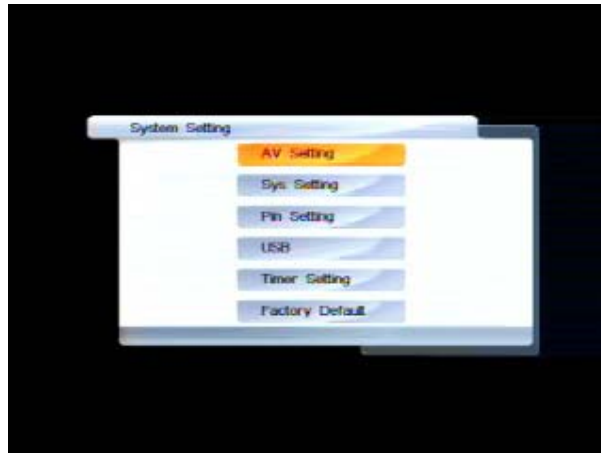 System Setting
AV Setting
Sys Setting
Pin Setting
USB
Timer Setting
Factory Default